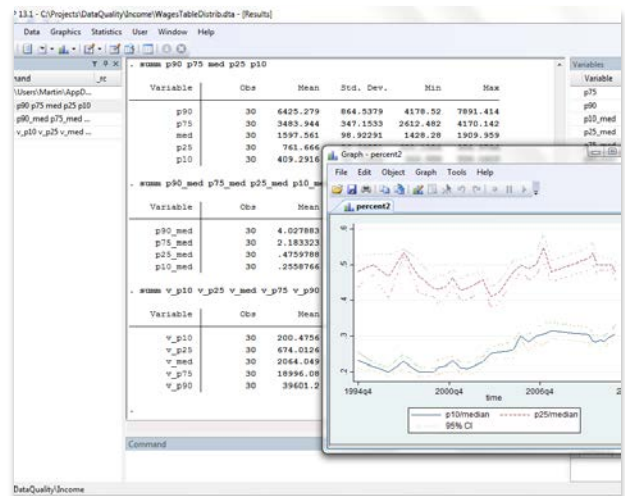 13.1 - C:\Projects\DataQuality\Income\WagesTableDistrib.dta - [Results]
Data Graphics Statistics User Window Help
_rc
\Users\Martin\AppD...
p90 p75 med p25 p10
p90_med p75_med ...
v_p10 v_p25 v_med ...
. summ p90 p75 med p25 p10
Variable Obs Mean Std. Dev. Min Max
p90 30 6425.279 864.5379 4178.52 7891.414
p75 30 3483.944 347.1533 2612.482 4170.142
med 30 1597.561 98.92291 1428.28 1909.959
p25 30 761.666
p10 30 409.2916
. summ p90_med p75_med p25_med p10_me
Variable Obs Mean
p90_med 30 4.027883
p75_med 30 2.183323
p25_med 30 .4759788
p10_med 30 .2558766
. summ v_p10 v_p25 v_med v_p75 v_p90
Variable Obs Mean
v_p10 30 200.4756
v_p25 30 674.0126
v_med 30 2064.049
v_p75 30 18996.08
v_p90 30 39601.2
.
Command
DataQuality\Income
Variables
Variable
p75
p90
p10_med
p25_med
Graph - percent2
File Edit Object Graph Tools Help
percent2
.6
.5
.4
.3
.2
1994q4 2000q4 2006q4
time
p10/median p25/median
95% CI